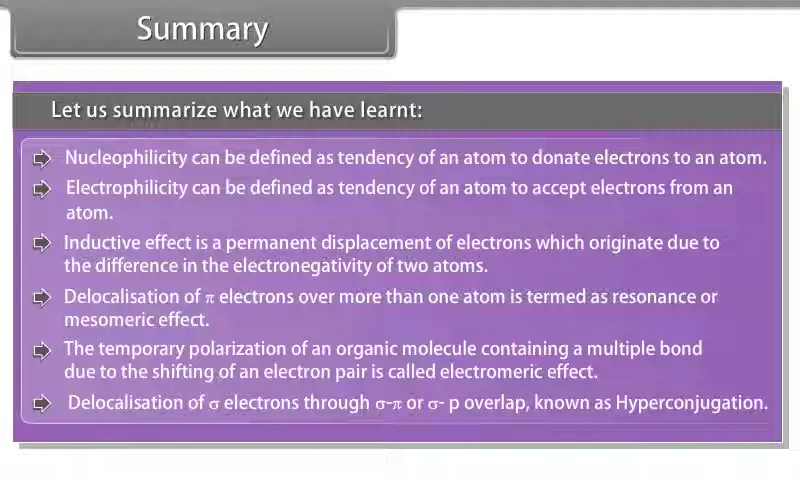 Summary
Let us summarize what we have learnt:
Nucleophilicity can be defined as tendency of an atom to donate electrons to an atom.
Electrophilicity can be defined as tendency of an atom to accept electrons from an
atom.
Inductive effect is a permanent displacement of electrons which originate due to
the difference in the electronegativity of two atoms.
Delocalisation of π electrons over more than one atom is termed as resonance or
mesomeric effect.
The temporary polarization of an organic molecule containing a multiple bond
due to the shifting of an electron pair is called electromeric effect.
Delocalisation of σ electrons through σ-π or σ- p overlap, known as Hyperconjugation.